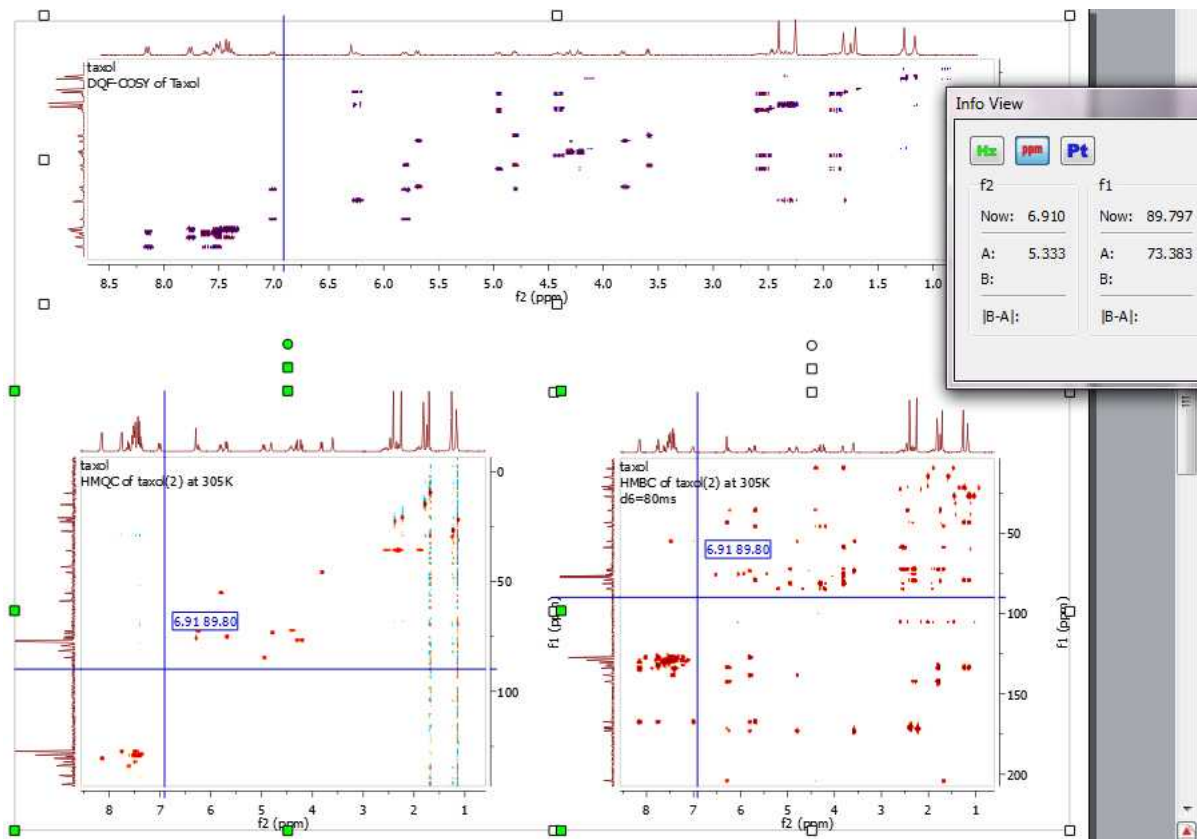 taxol
DQF-COSY of Taxol
8.5 8.0 7.5 7.0 6.5 6.0 5.5 5.0 4.5 4.0 3.5 3.0 2.5 2.0 1.5 1.0
f2 (ppm)
Info View
Hz ppm Pt
f2 f1
Now: 6.910 Now: 89.797
A: 5.333 A: 73.383
B: B:
|B-A|: |B-A|:
taxol
HMQC of taxol(2) at 305K
6.91 89.80
0
50
100
f1 (ppm)
8 7 6 5 4 3 2 1
f2 (ppm)
taxol
HMBC of taxol(2) at 305K
d6=80ms
6.91 89.80
50
100
150
200
f1 (ppm)
8 7 6 5 4 3 2 1
f2 (ppm)